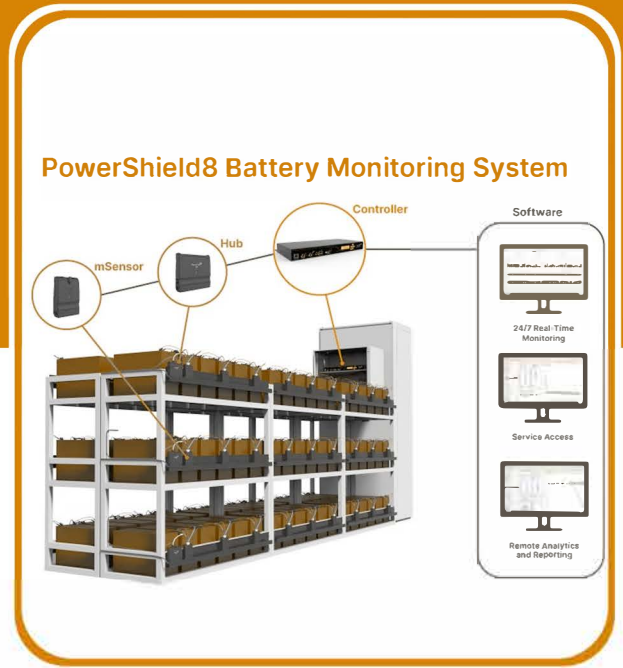 PowerShield8 Battery Monitoring System
Controller
Software
Hub
mSensor
24/7 Real-Time
Monitoring
Service Access
Remote Analytics
and Reporting